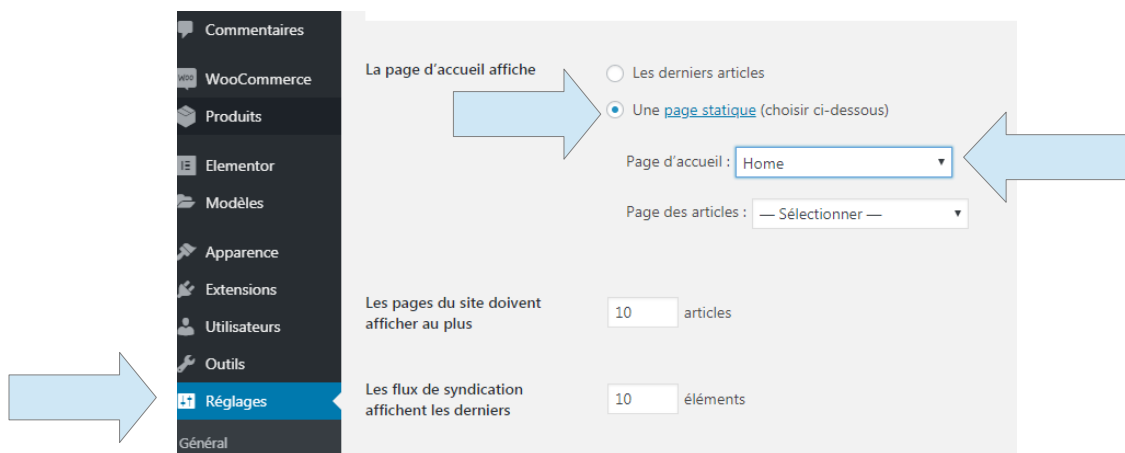 Commentaires
WooCommerce
Produits
Elementor
Modèles
Apparence
Extensions
Utilisateurs
Outils
Réglages
Général
La page d’accueil affiche
Les derniers articles
Une page statique (choisir ci-dessous)
Page d’accueil : Home
Page des articles : — Sélectionner —
Les pages du site doivent
afficher au plus
10 articles
Les flux de syndication
affichent les derniers
10 éléments